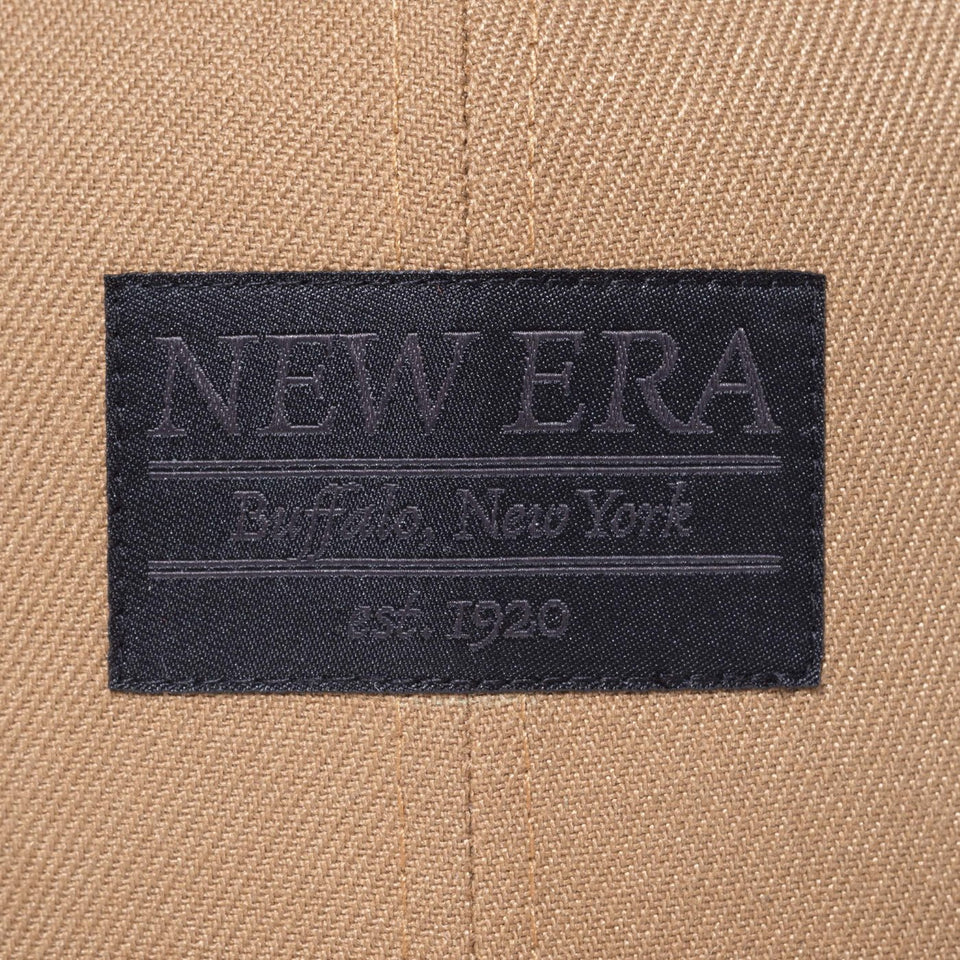 NEW ERA
Buffalo, New York
est. 1920